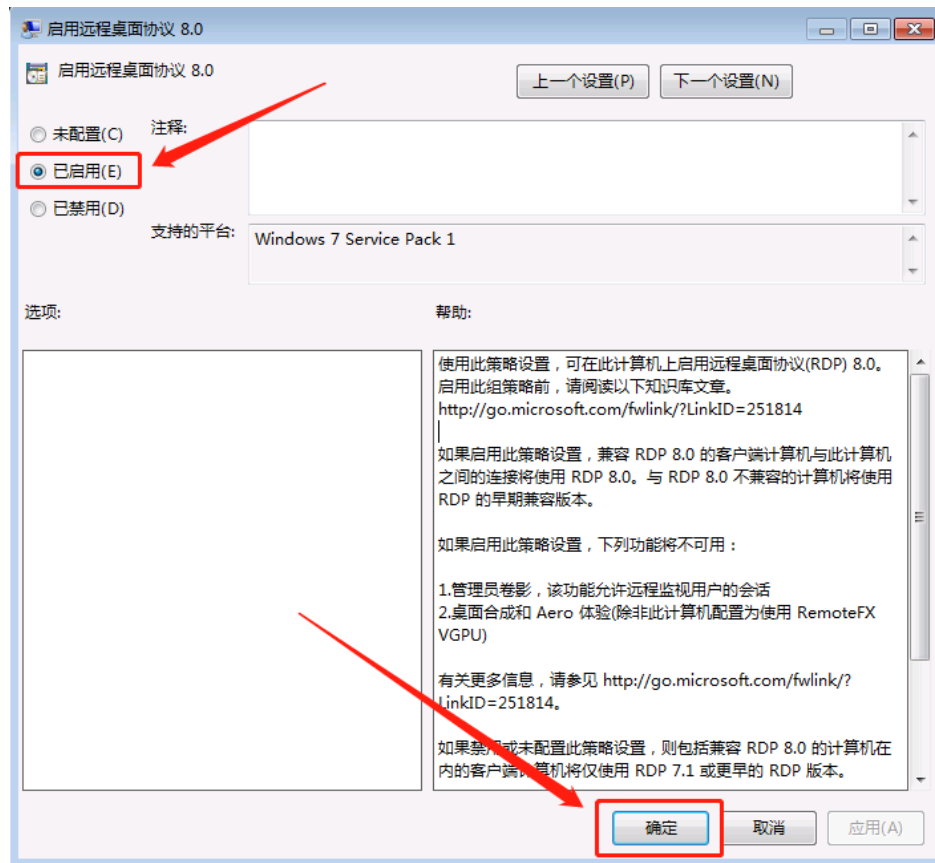 启用远程桌面协议 8.0
启用远程桌面协议 8.0
上一个设置(P)
下一个设置(N)
未配置(C)
注释:
已启用(E)
已禁用(D)
支持的平台:
Windows 7 Service Pack 1
选项:
帮助:
使用此策略设置，可在此计算机上启用远程桌面协议(RDP) 8.0。
启用此组策略前，请阅读以下知识库文章。
http://go.microsoft.com/fwlink/?LinkID=251814
如果启用此策略设置，兼容 RDP 8.0 的客户端计算机与此计算机
之间的连接将使用 RDP 8.0。与 RDP 8.0 不兼容的计算机将使用
RDP 的早期兼容版本。
如果启用此策略设置，下列功能将不可用：
1.管理员卷影，该功能允许远程监视用户的会话
2.桌面合成和 Aero 体验(除非此计算机配置为使用 RemoteFX
VGPU)
有关更多信息，请参见 http://go.microsoft.com/fwlink/?
LinkID=251814。
如果禁用或未配置此策略设置，则包括兼容 RDP 8.0 的计算机在
内的客户端计算机将仅使用 RDP 7.1 或更早的 RDP 版本。
确定
取消
应用(A)